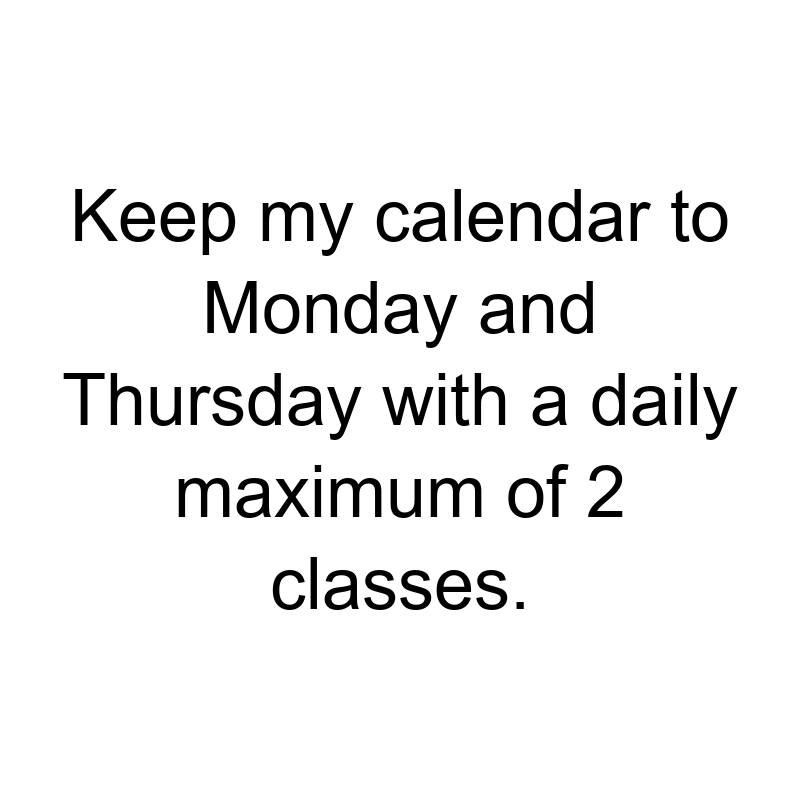 Keep my calendar to
Monday and
Thursday with a daily
maximum of 2
classes.